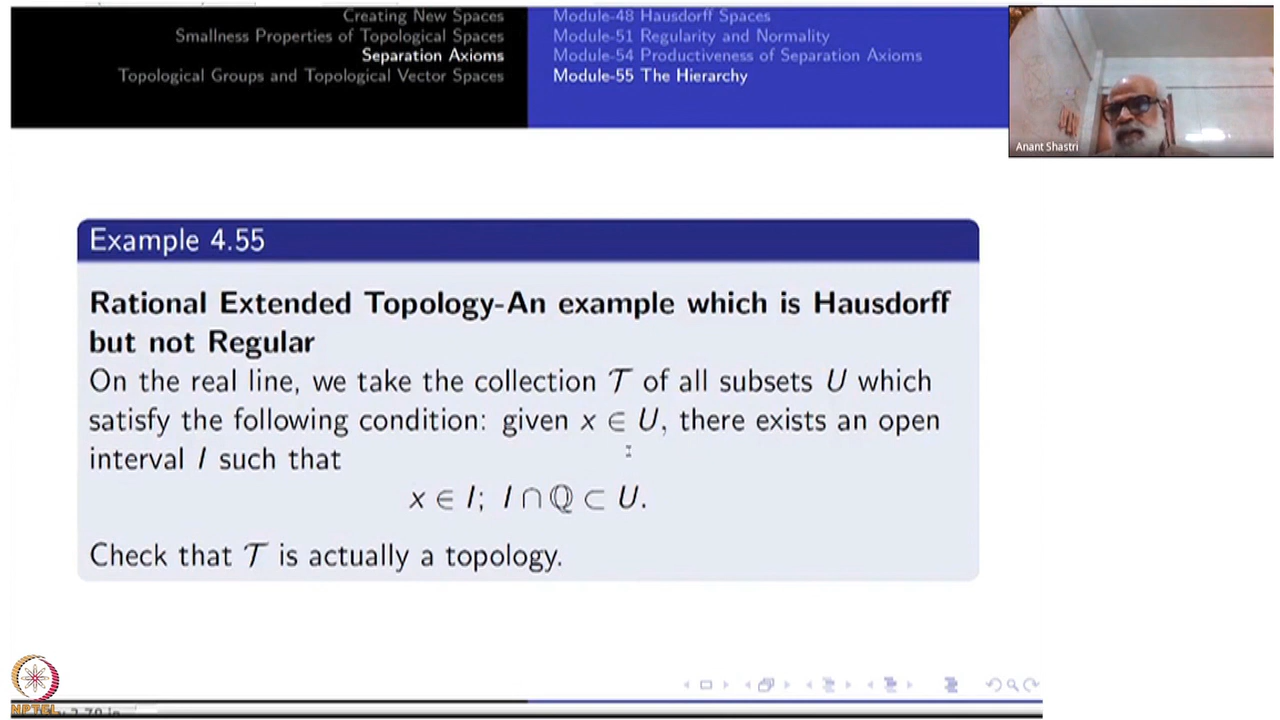 Creating New Spaces
Smallness Properties of Topological Spaces
Separation Axioms
Topological Groups and Topological Vector Spaces
Module-48 Hausdorff Spaces
Module-51 Regularity and Normality
Module-54 Productiveness of Separation Axioms
Module-55 The Hierarchy
Anant Shastri
Example 4.55
Rational Extended Topology-An example which is Hausdorff
but not Regular
On the real line, we take the collection 𝒯 of all subsets U which
satisfy the following condition: given x ∈ U, there exists an open
interval I such that
x ∈ I; I ∩ ℚ ⊂ U.
Check that 𝒯 is actually a topology.
NPTEL